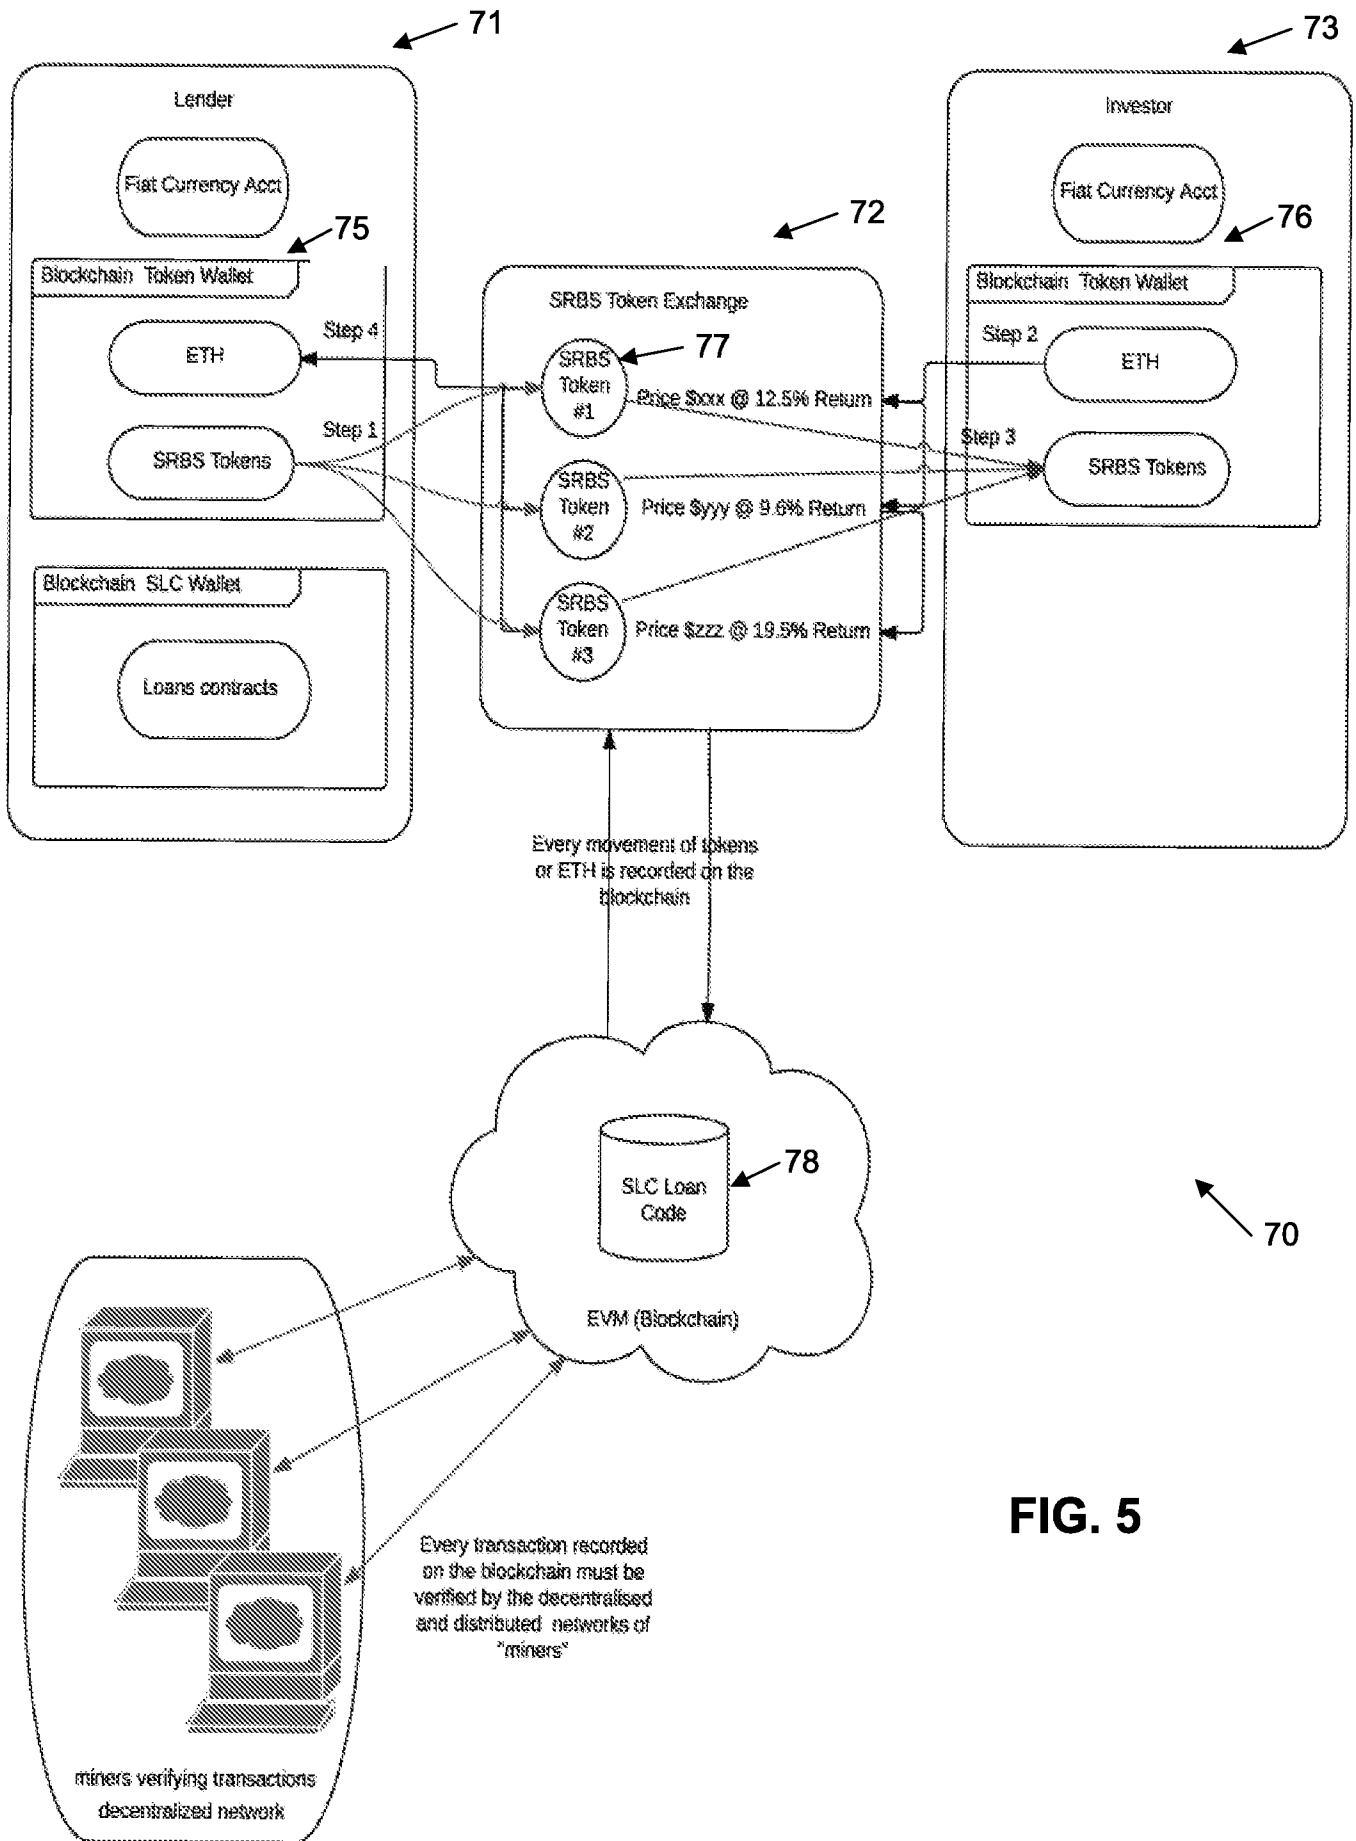 71
73
Lender
Fiat Currency Acct
75
Blockchain Token Wallet
ETH
Step 4
SRBS Tokens
Step 1
Blockchain SLC Wallet
Loans contracts
72
SRBS Token Exchange
77
SRBS
Token
#1
Price $xxx @ 12.5% Return
SRBS
Token
#2
Price $yyy @ 9.6% Return
SRBS
Token
#3
Price $zzz @ 19.5% Return
Investor
Fiat Currency Acct
76
Blockchain Token Wallet
Step 2
ETH
Step 3
SRBS Tokens
Every movement of tokens
or ETH is recorded on the
blockchain
78
SLC Loan
Code
EVM (Blockchain)
70
Every transaction recorded
on the blockchain must be
verified by the decentralised
and distributed networks of
"miners"
miners verifying transactions
decentralized network
FIG. 5